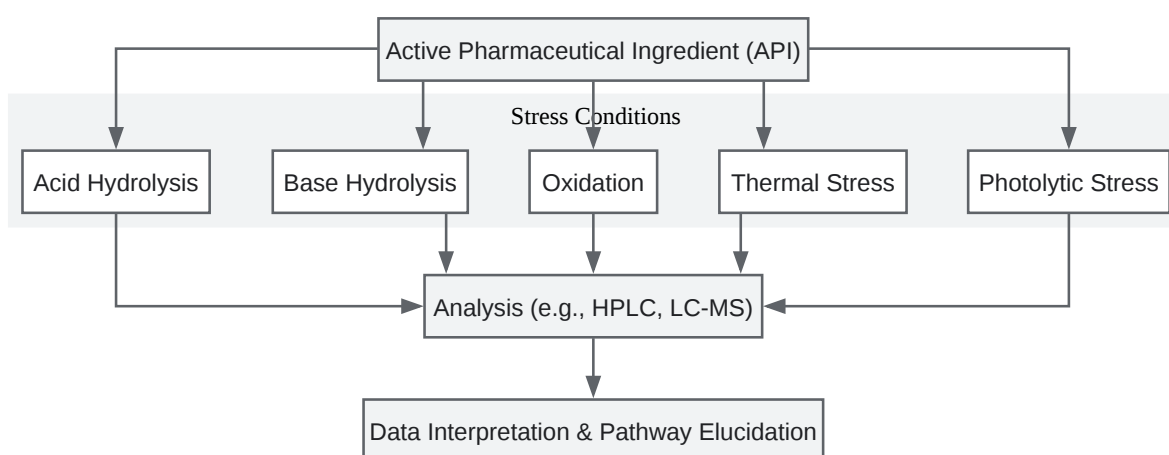 Active Pharmaceutical Ingredient (API)
Stress Conditions
Acid Hydrolysis
Base Hydrolysis
Oxidation
Thermal Stress
Photolytic Stress
Analysis (e.g., HPLC, LC-MS)
Data Interpretation & Pathway Elucidation